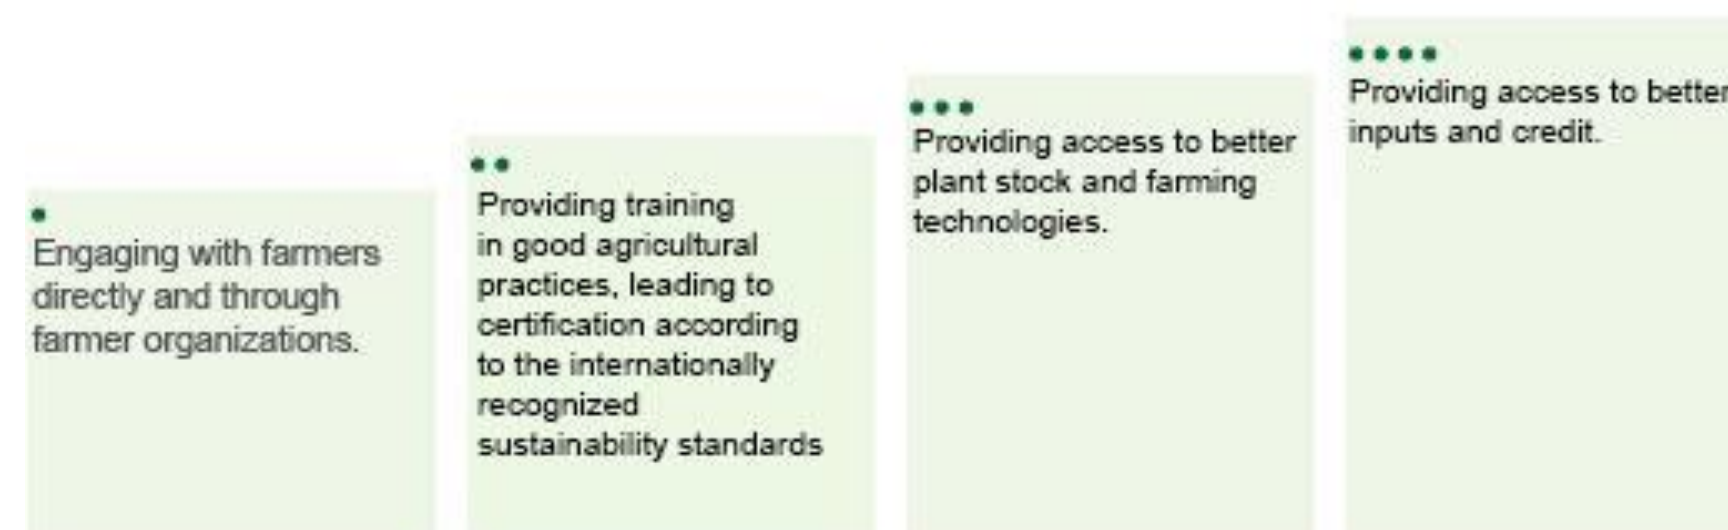 Engaging with farmers
directly and through
farmer organizations.
Providing training
in good agricultural
practices, leading to
certification according
to the internationally
recognized
sustainability standards
Providing access to better
plant stock and farming
technologies.
Providing access to better
inputs and credit.